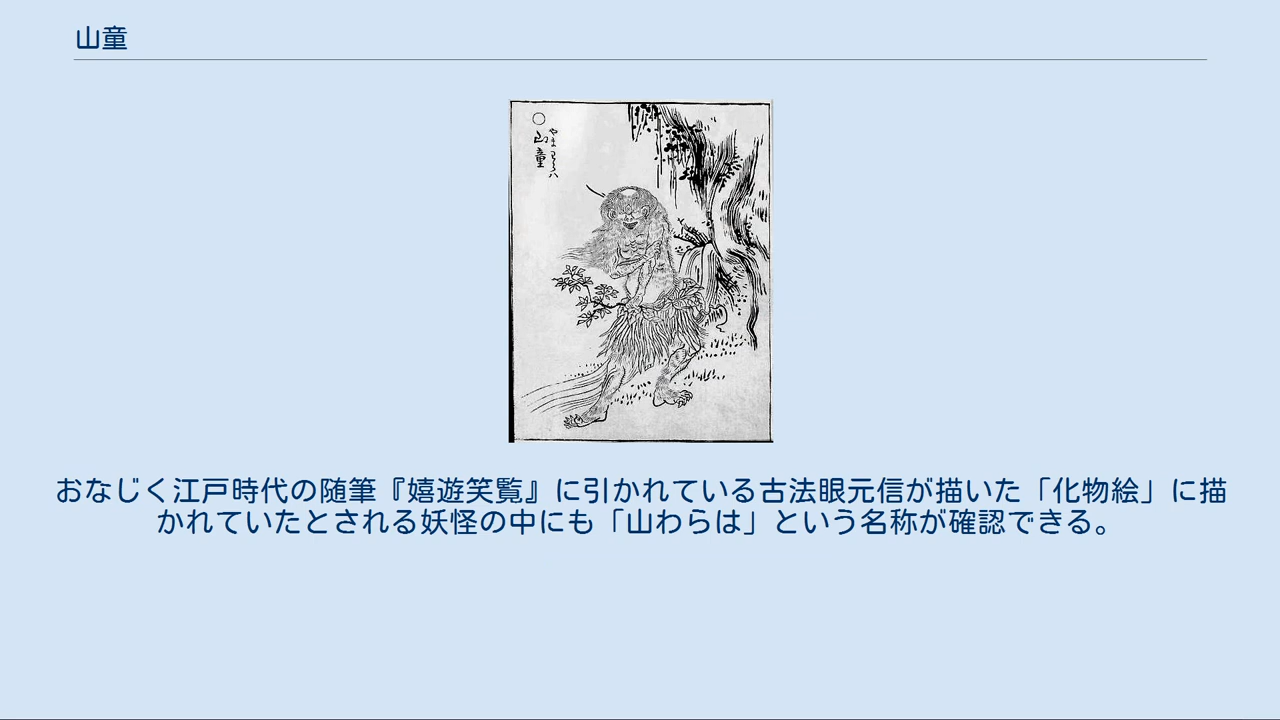 山童
○山童
やまわらハ
おなじく江戸時代の随筆『嬉遊笑覧』に引かれている古法眼元信が描いた「化物絵」に描
かれていたとされる妖怪の中にも「山わらは」という名称が確認できる。